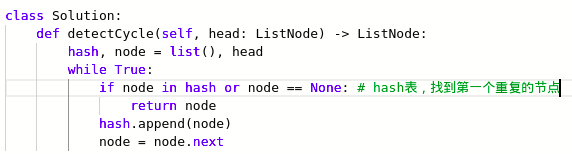 class Solution:
    def detectCycle(self, head: ListNode) -> ListNode:
        hash, node = list(), head
        while True:
            if node in hash or node == None: # hash表，找到第一个重复的节点
                return node
            hash.append(node)
            node = node.next